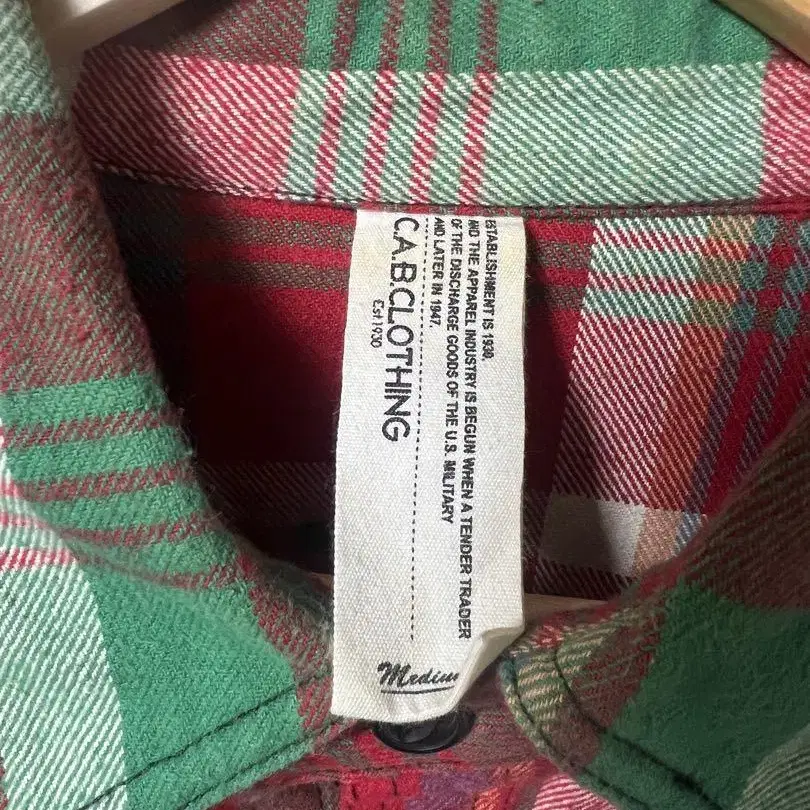 ESTABLISHMENT IS 1930,
AND THE APPAREL INDUSTRY IS BEGUN WHEN A TENDER TRADER
OF THE DISCHARGE GOODS OF THE U.S. MILITARY
AND LATER IN 1947.
C.A.B.CLOTHING
Est 1930
Medium